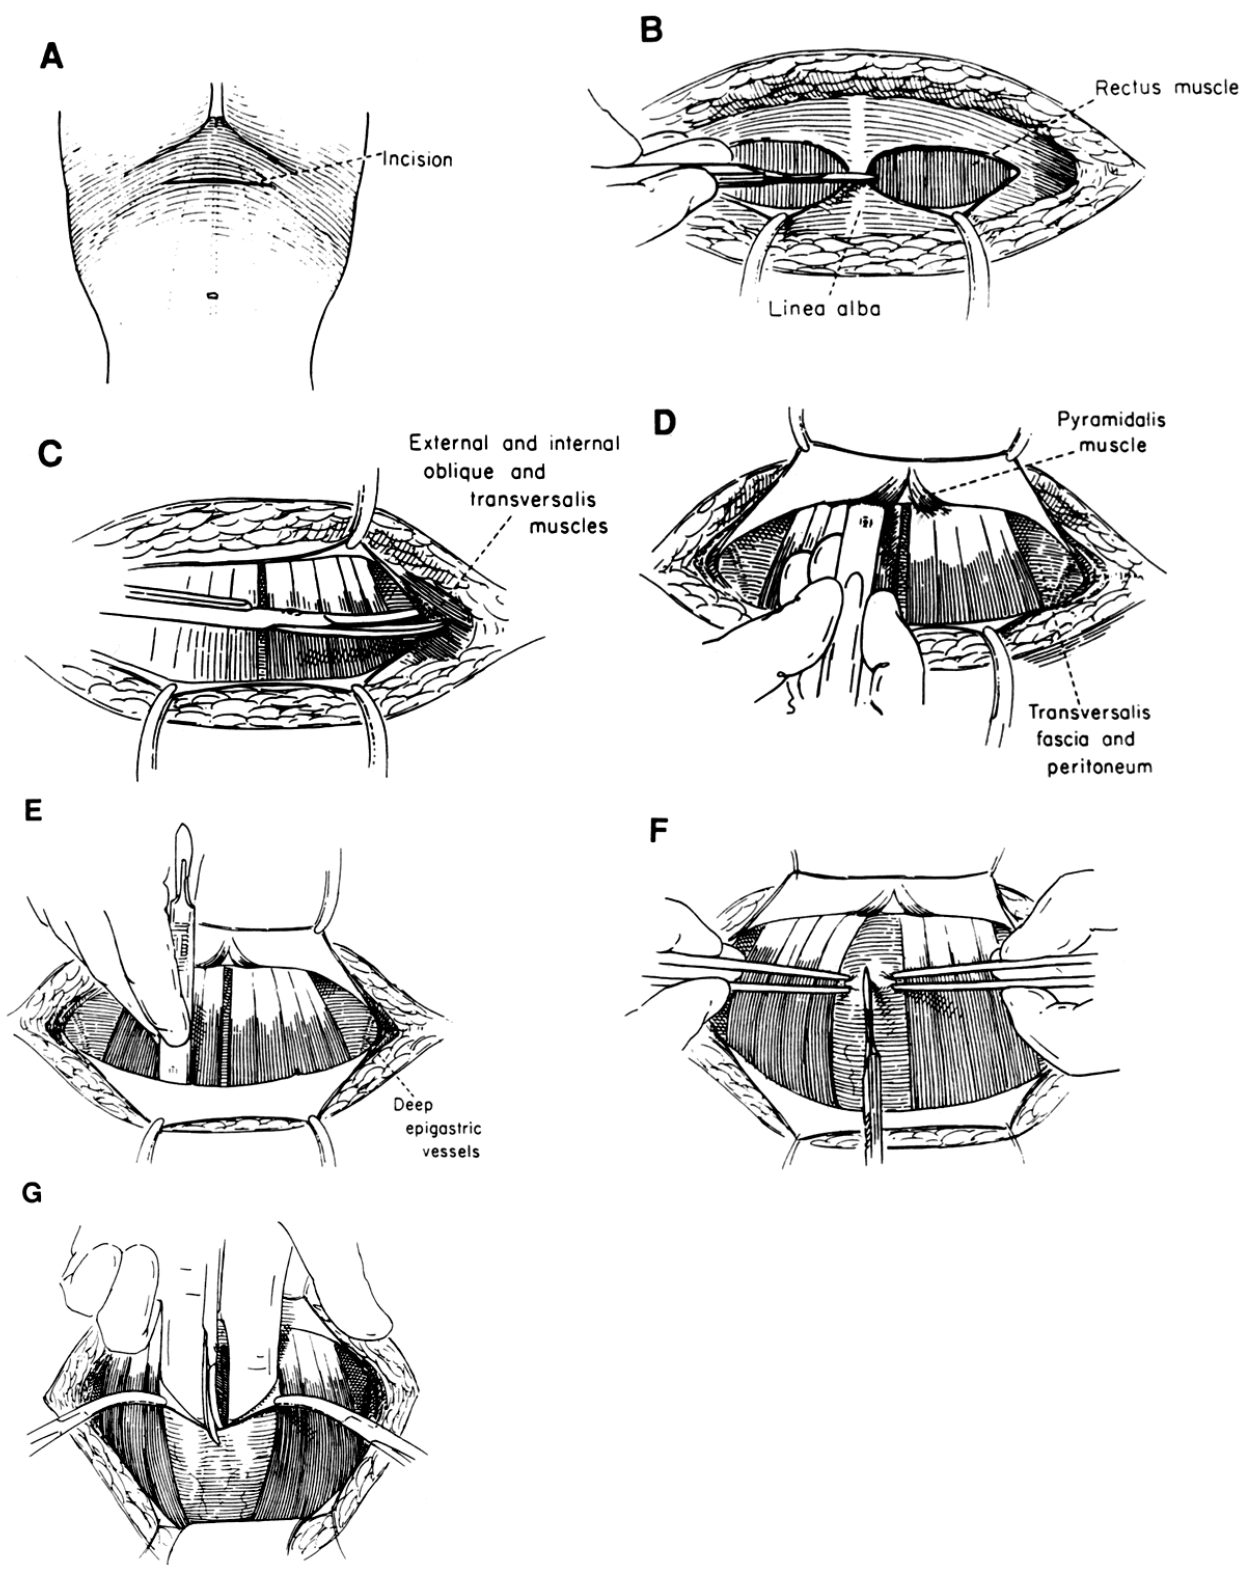 A
Incision
B
Rectus muscle
Linea alba
C
External and internal
oblique and
transversalis
muscles
D
Pyramidalis
muscle
Transversalis
fascia and
peritoneum
E
Deep
epigastric
vessels
F
G